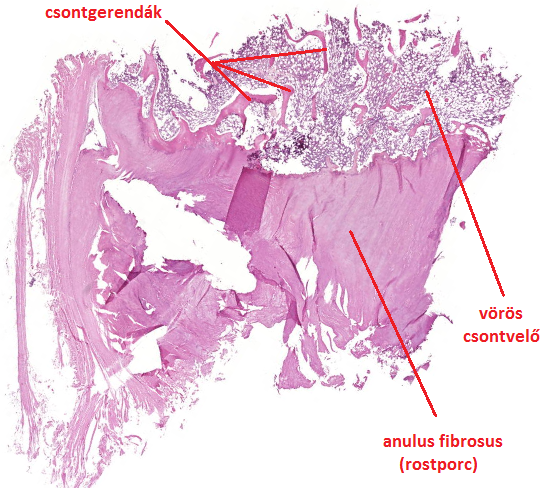 csontgerendák
vörös
csontvelő
anulus fibrosus
(rostporc)